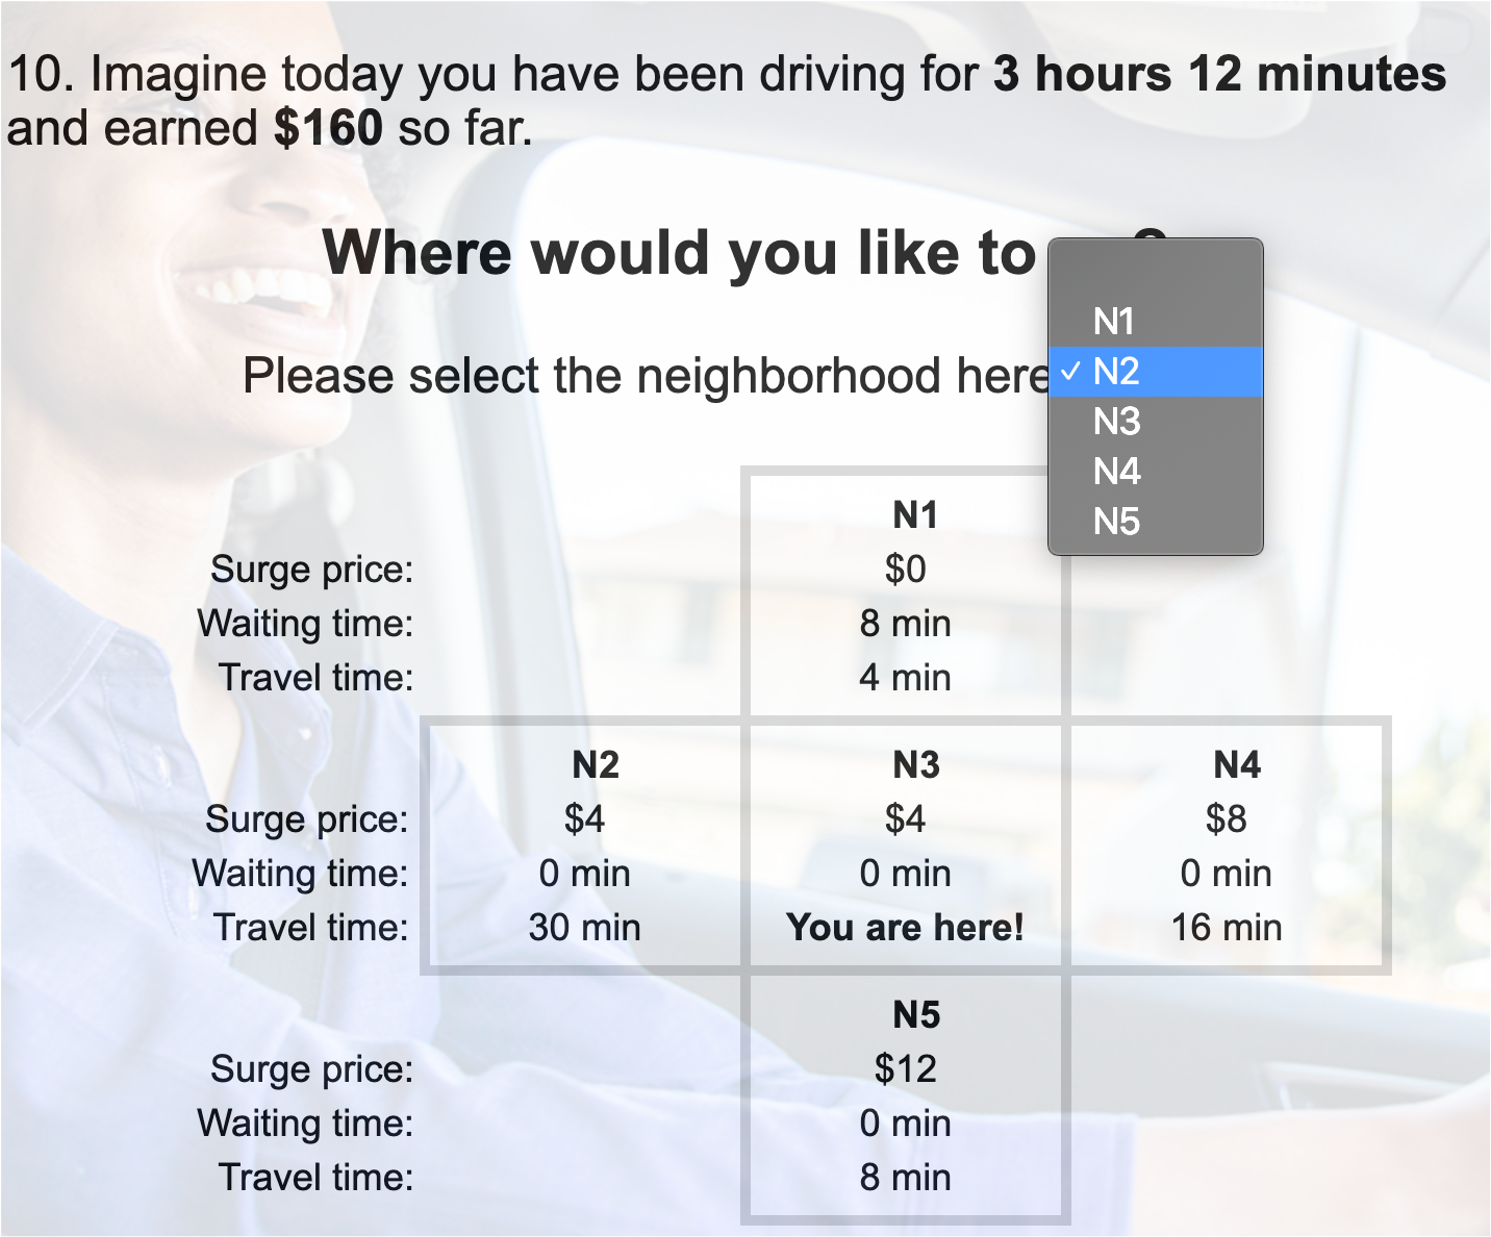 10. Imagine today you have been driving for 3 hours 12 minutes
and earned $160 so far.
Where would you like to ?
Please select the neighborhood here
N1
✓ N2
N3
N4
N5
N1
Surge price: $0
Waiting time: 8 min
Travel time: 4 min
N2 N3 N4
Surge price: $4 $4 $8
Waiting time: 0 min 0 min 0 min
Travel time: 30 min You are here! 16 min
N5
Surge price: $12
Waiting time: 0 min
Travel time: 8 min